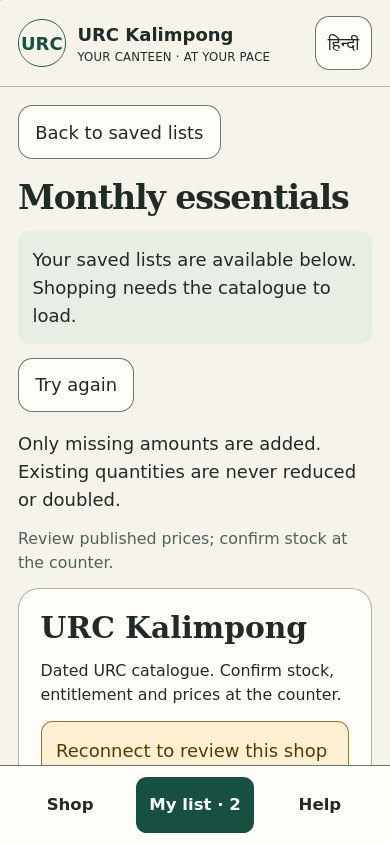 URC
URC Kalimpong
YOUR CANTEEN · AT YOUR PACE
हिन्दी
Back to saved lists
Monthly essentials
Your saved lists are available below.
Shopping needs the catalogue to
load.
Try again
Only missing amounts are added.
Existing quantities are never reduced
or doubled.
Review published prices; confirm stock at
the counter.
URC Kalimpong
Dated URC catalogue. Confirm stock,
entitlement and prices at the counter.
Reconnect to review this shop
Shop
My list · 2
Help